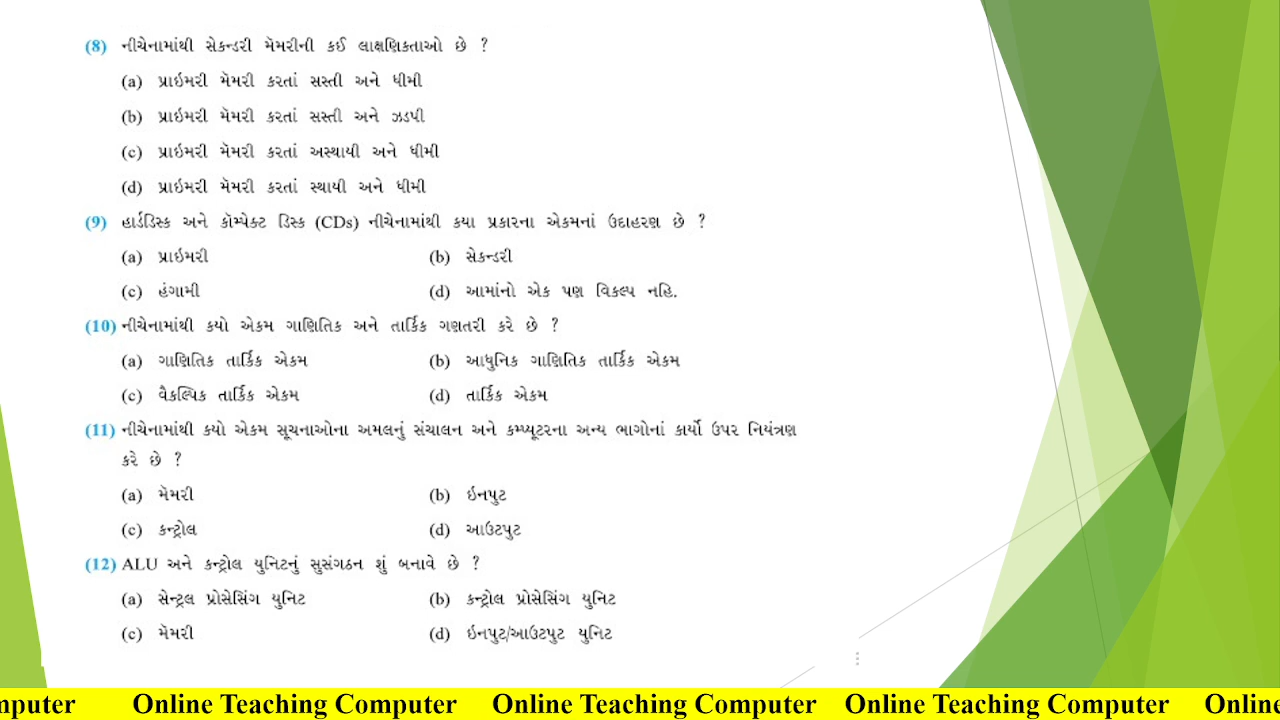 (8) નીચેનામાંથી સેકન્ડરી મૅમરીની કઈ લાક્ષણિકતાઓ છે ?
(a) પ્રાઇમરી મૅમરી કરતાં સસ્તી અને ધીમી
(b) પ્રાઇમરી મૅમરી કરતાં સસ્તી અને ઝડપી
(c) પ્રાઇમરી મૅમરી કરતાં અસ્થાયી અને ધીમી
(d) પ્રાઇમરી મૅમરી કરતાં સ્થાયી અને ધીમી
(9) હાર્ડડિસ્ક અને કૉમ્પેક્ટ ડિસ્ક (CDs) નીચેનામાંથી કયા પ્રકારના એકમનાં ઉદાહરણ છે ?
(a) પ્રાઇમરી (b) સેકન્ડરી
(c) હંગામી (d) આમાંનો એક પણ વિકલ્પ નહિ.
(10) નીચેનામાંથી કયો એકમ ગાણિતિક અને તાર્કિક ગણતરી કરે છે ?
(a) ગાણિતિક તાર્કિક એકમ (b) આધુનિક ગાણિતિક તાર્કિક એકમ
(c) વૈકલ્પિક તાર્કિક એકમ (d) તાર્કિક એકમ
(11) નીચેનામાંથી કયો એકમ સૂચનાઓના અમલનું સંચાલન અને કમ્પ્યૂટરના અન્ય ભાગોનાં કાર્યો ઉપર નિયંત્રણ
કરે છે ?
(a) મૅમરી (b) ઇનપુટ
(c) કન્ટ્રોલ (d) આઉટપુટ
(12) ALU અને કન્ટ્રોલ યુનિટનું સુસંગઠન શું બનાવે છે ?
(a) સેન્ટ્રલ પ્રોસેસિંગ યુનિટ (b) કન્ટ્રોલ પ્રોસેસિંગ યુનિટ
(c) મૅમરી (d) ઇનપુટ/આઉટપુટ યુનિટ
mputer Online Teaching Computer Online Teaching Computer Online Teaching Computer Online